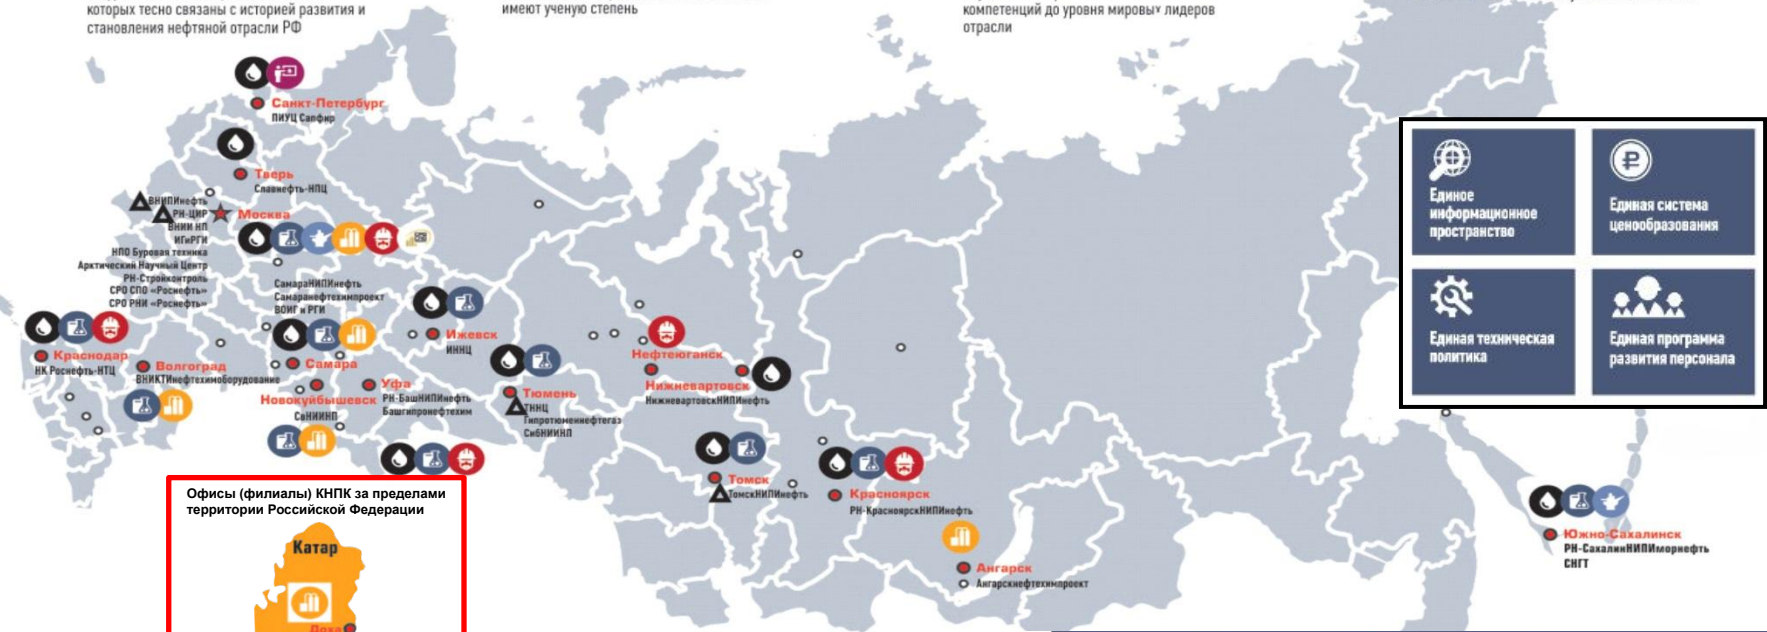 которых тесно связаны с историей развития и
становления нефтяной отрасли РФ
имеют ученую степень
компетенций до уровня мировых лидеров
отрасли
Санкт-Петербург
ПИУЦ Сапфир
Тверь
Славнефть-НПЦ
ВНИПИнефть
РН-ЦИР
Москва
ВНИИ НП
ИГиРГИ
НПО Буровая техника
Арктический Научный Центр
РН-Стройконтроль
СРО СПО «Роснефть»
СРО РНИ «Роснефть»
СамараНИПИнефть
Самаранефтехимпроект
ВОИГ и РГИ
Самара
Ижевск
ИННЦ
Краснодар
НК Роснефть-НТЦ
Волгоград
ВНИКТИнефтехимоборудование
Новокуйбышевск
СвНИИНП
Уфа
РН-БашНИПИнефть
Башгипронефтехим
Тюмень
ТННЦ
Гипротюменнефтегаз
СибНИИНП
Нефтеюганск
Нижневартовск
НижневартовскНИПИнефть
Томск
ТомскНИПИнефть
Красноярск
РН-КрасноярскНИПИнефть
Ангарск
Ангарскнефтехимпроект
Южно-Сахалинск
РН-СахалинНИПИморнефть
СНГТ
Единое
информационное
пространство
Единая система
ценообразования
Единая техническая
политика
Единая программа
развития персонала
Офисы (филиалы) КНПК за пределами
территории Российской Федерации
Катар
Доха